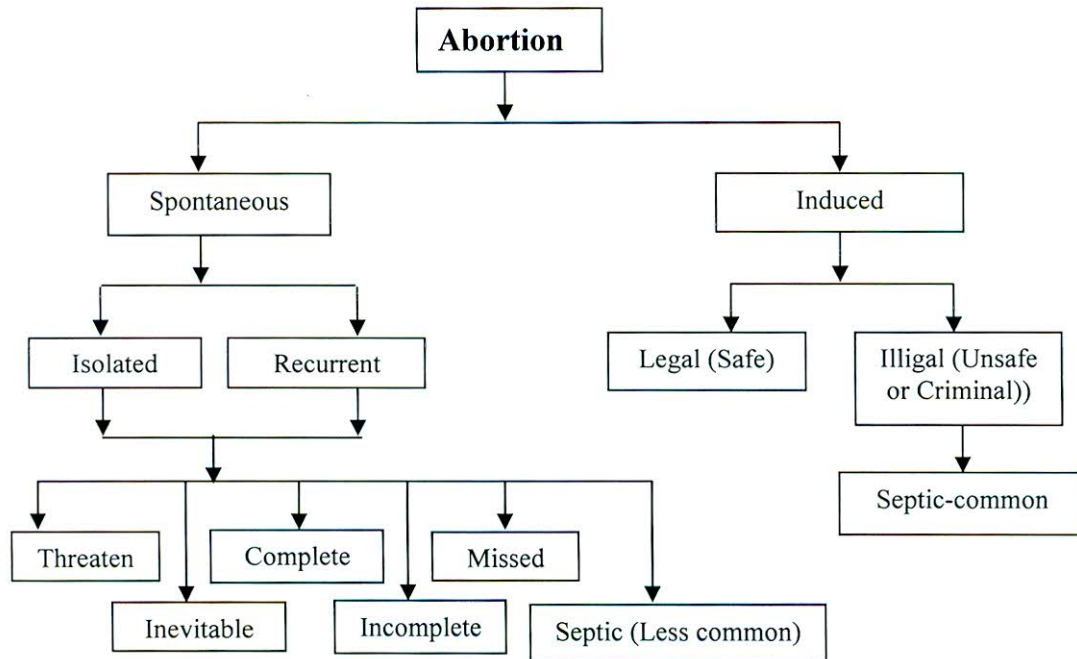 Abortion
Spontaneous
Induced
Isolated
Recurrent
Legal (Safe)
Illigal (Unsafe
or Criminal))
Septic-common
Threaten
Complete
Missed
Inevitable
Incomplete
Septic (Less common)